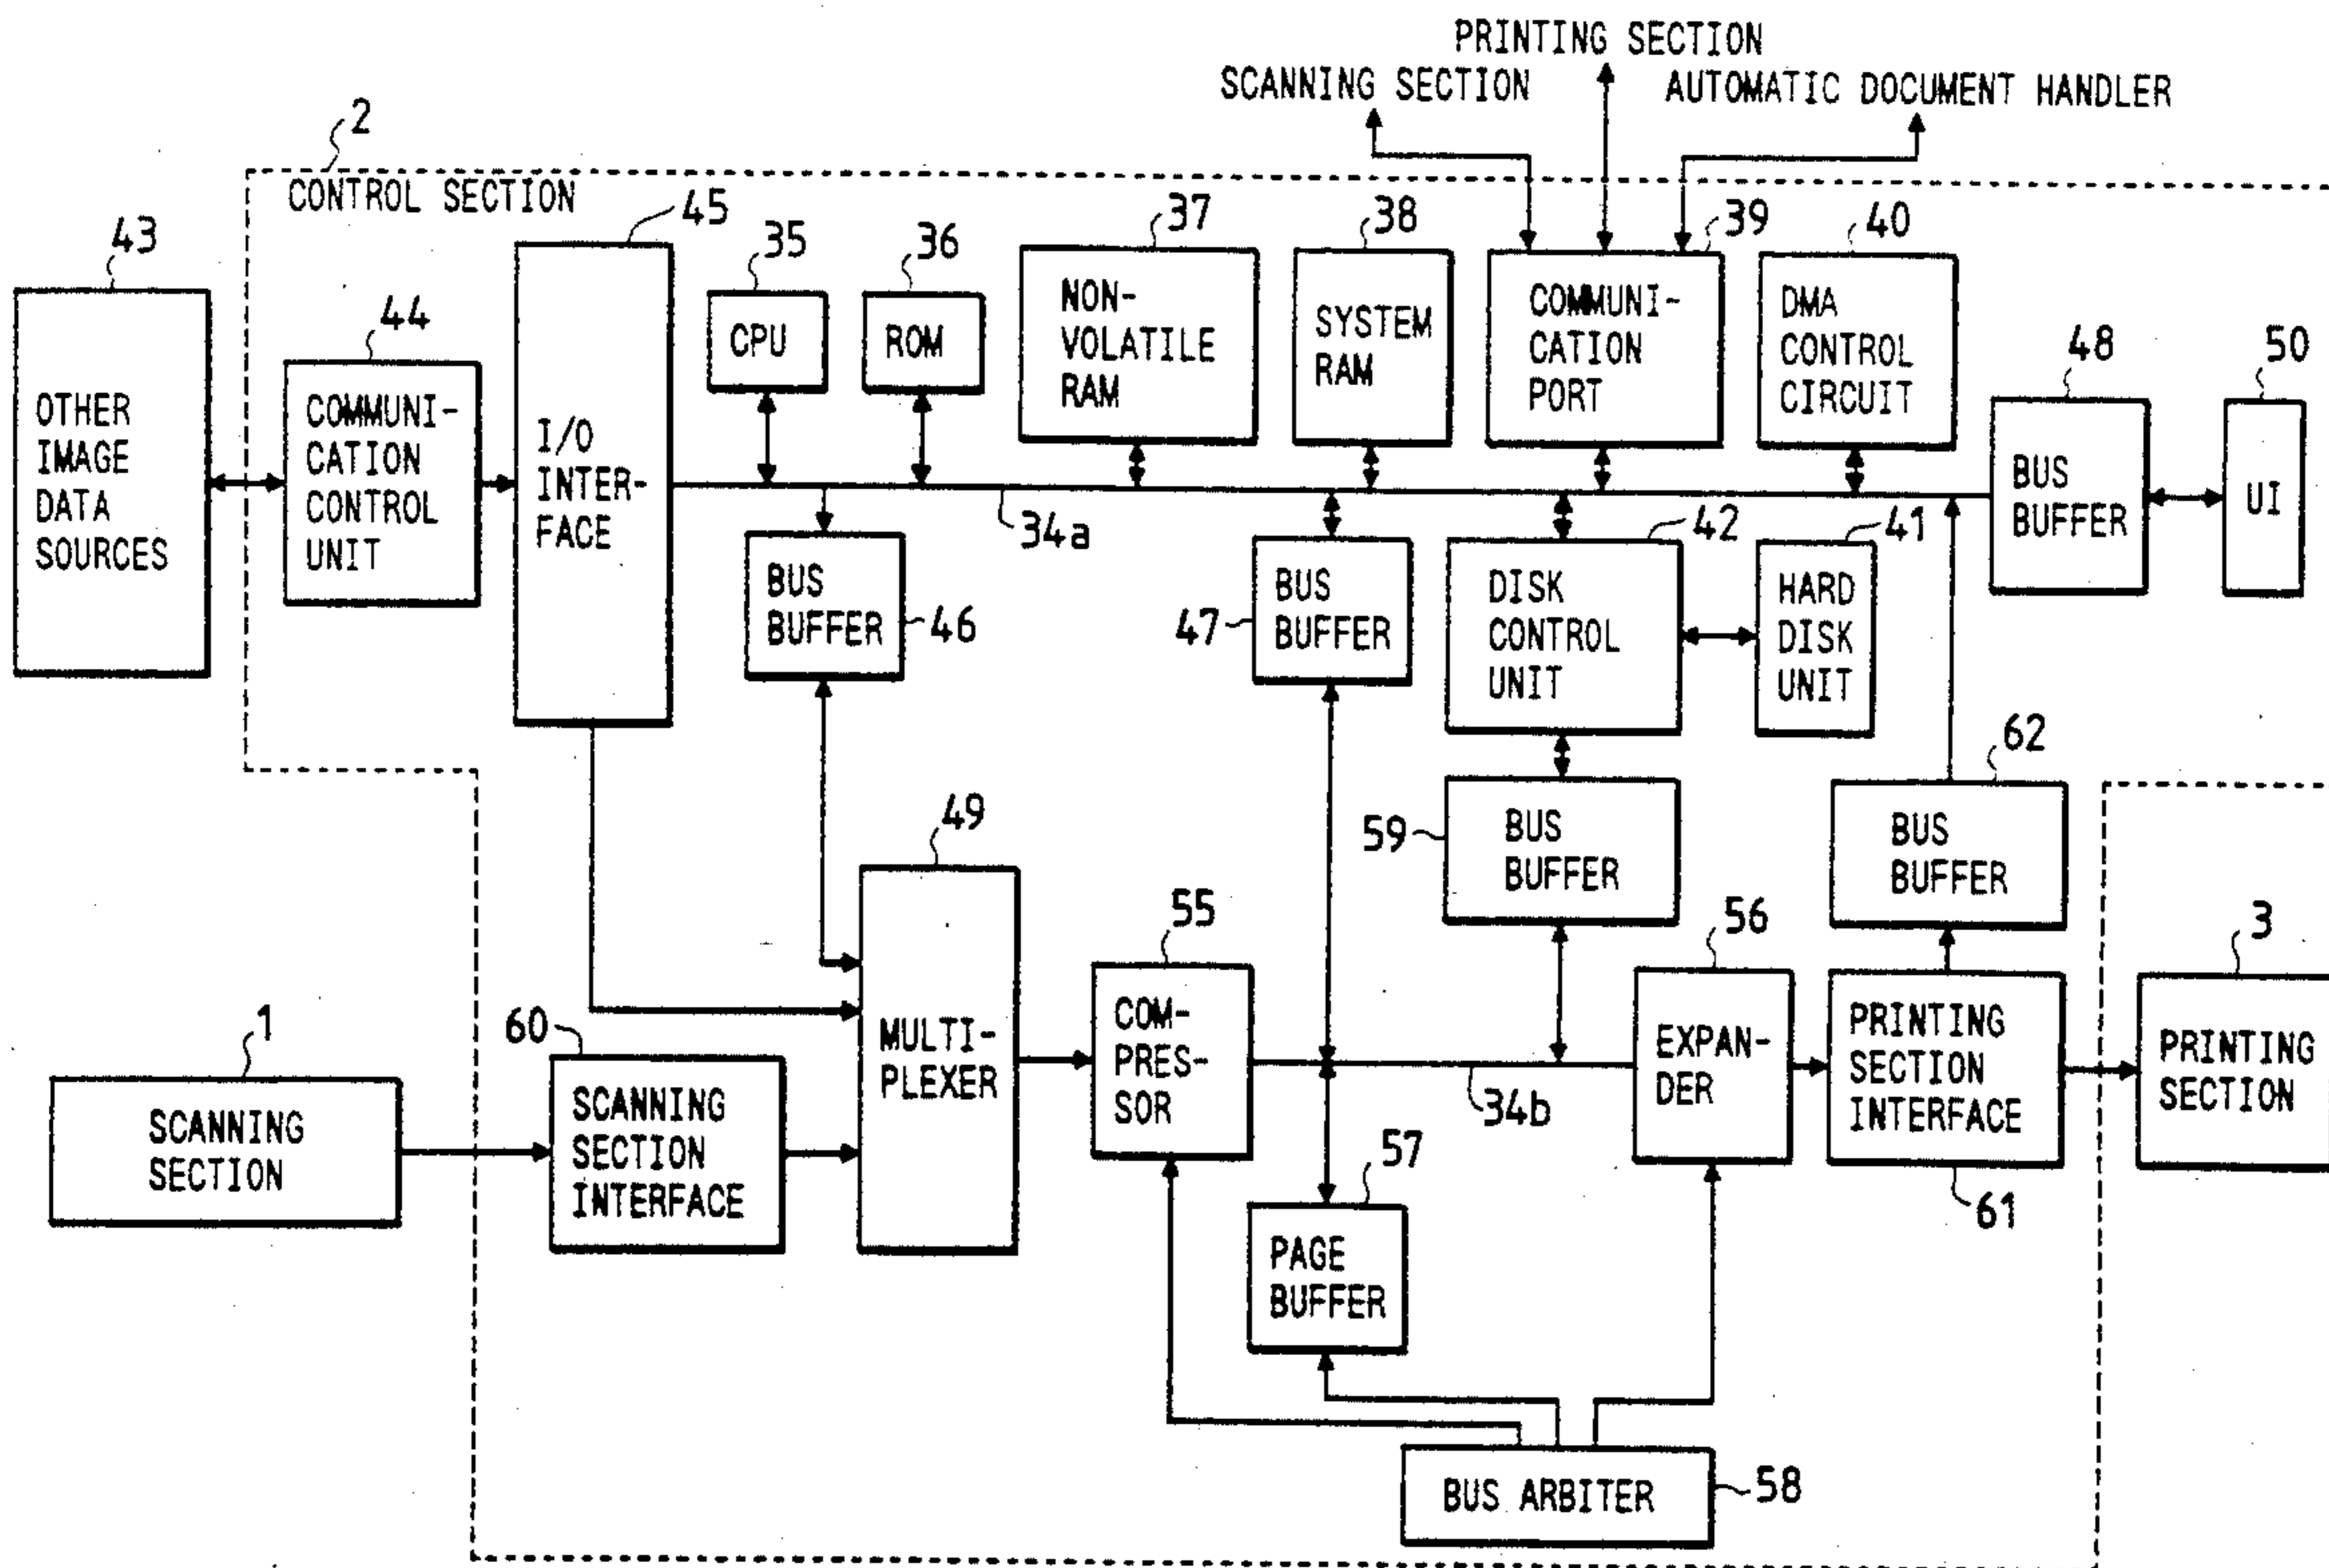 PRINTING SECTION
SCANNING SECTION
AUTOMATIC DOCUMENT HANDLER
2
CONTROL SECTION
43
OTHER
IMAGE
DATA
SOURCES
44
COMMUNI-
CATION
CONTROL
UNIT
45
I/O
INTER-
FACE
35
CPU
36
ROM
37
NON-
VOLATILE
RAM
38
SYSTEM
RAM
39
COMMUNI-
CATION
PORT
40
DMA
CONTROL
CIRCUIT
48
BUS
BUFFER
50
UI
34a
BUS
BUFFER
46
47
BUS
BUFFER
42
DISK
CONTROL
UNIT
41
HARD
DISK
UNIT
59
BUS
BUFFER
62
BUS
BUFFER
1
SCANNING
SECTION
60
SCANNING
SECTION
INTERFACE
49
MULTI-
PLEXER
55
COM-
PRES-
SOR
34b
56
EXPAN-
DER
PRINTING
SECTION
INTERFACE
61
3
PRINTING
SECTION
57
PAGE
BUFFER
BUS ARBITER
58